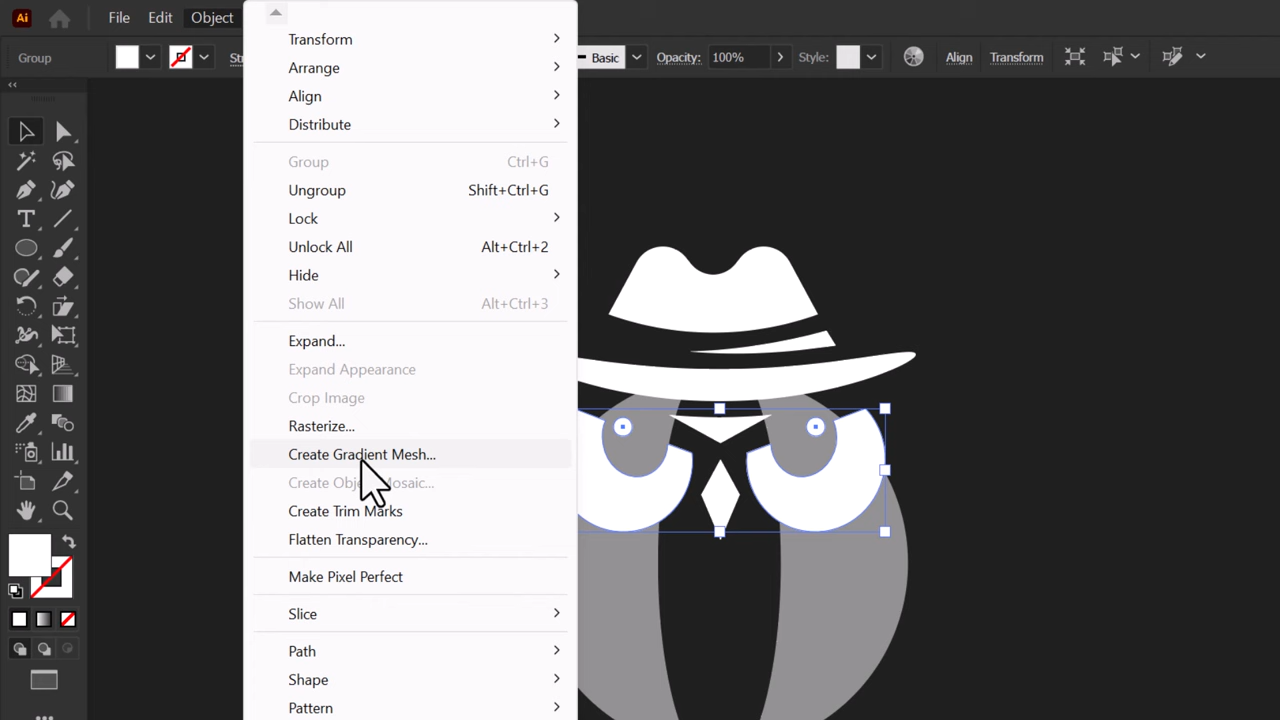 Ai File Edit Object
Group Str Basic Opacity: 100% Style: Align Transform
Transform
Arrange
Align
Distribute
Group Ctrl+G
Ungroup Shift+Ctrl+G
Lock
Unlock All Alt+Ctrl+2
Hide
Show All Alt+Ctrl+3
Expand...
Expand Appearance
Crop Image
Rasterize...
Create Gradient Mesh...
Create Mosaic...
Create Trim Marks
Flatten Transparency...
Make Pixel Perfect
Slice
Path
Shape
Pattern